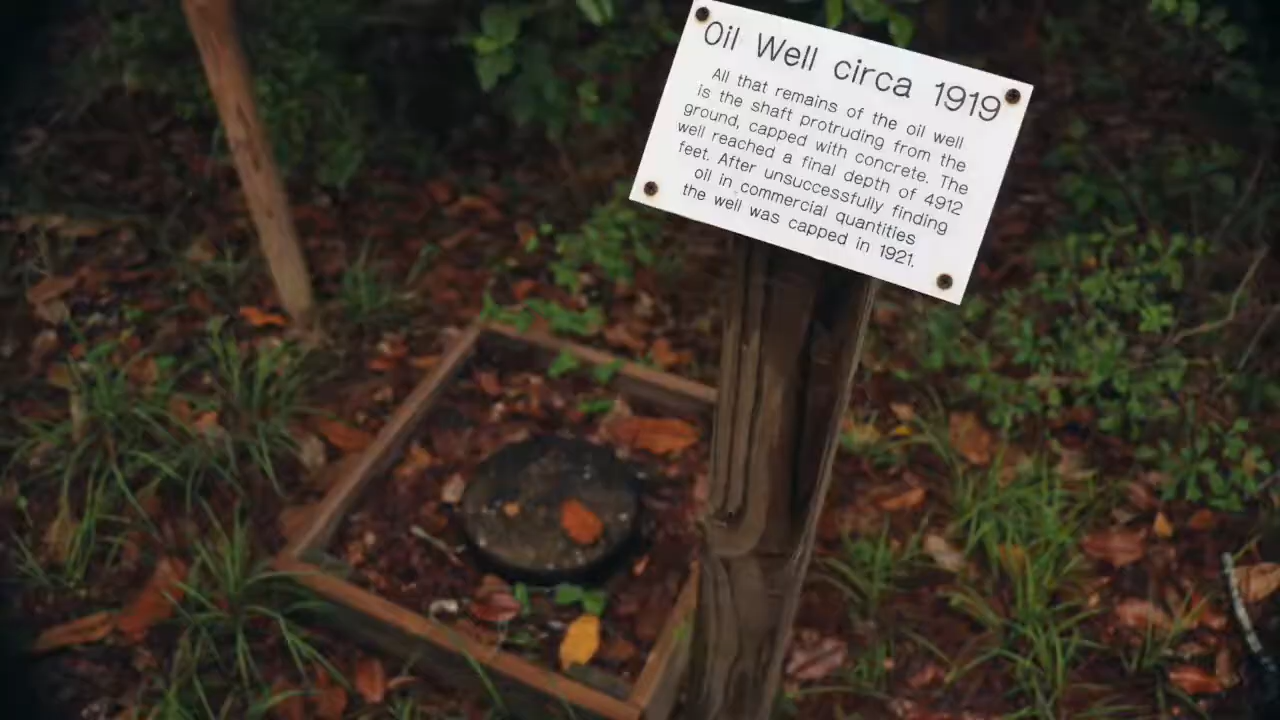 Oil Well circa 1919
All that remains of the oil well
is the shaft protruding from the
ground, capped with concrete. The
well reached a final depth of 4912
feet. After unsuccessfully finding
oil in commercial quantities
the well was capped in 1921.